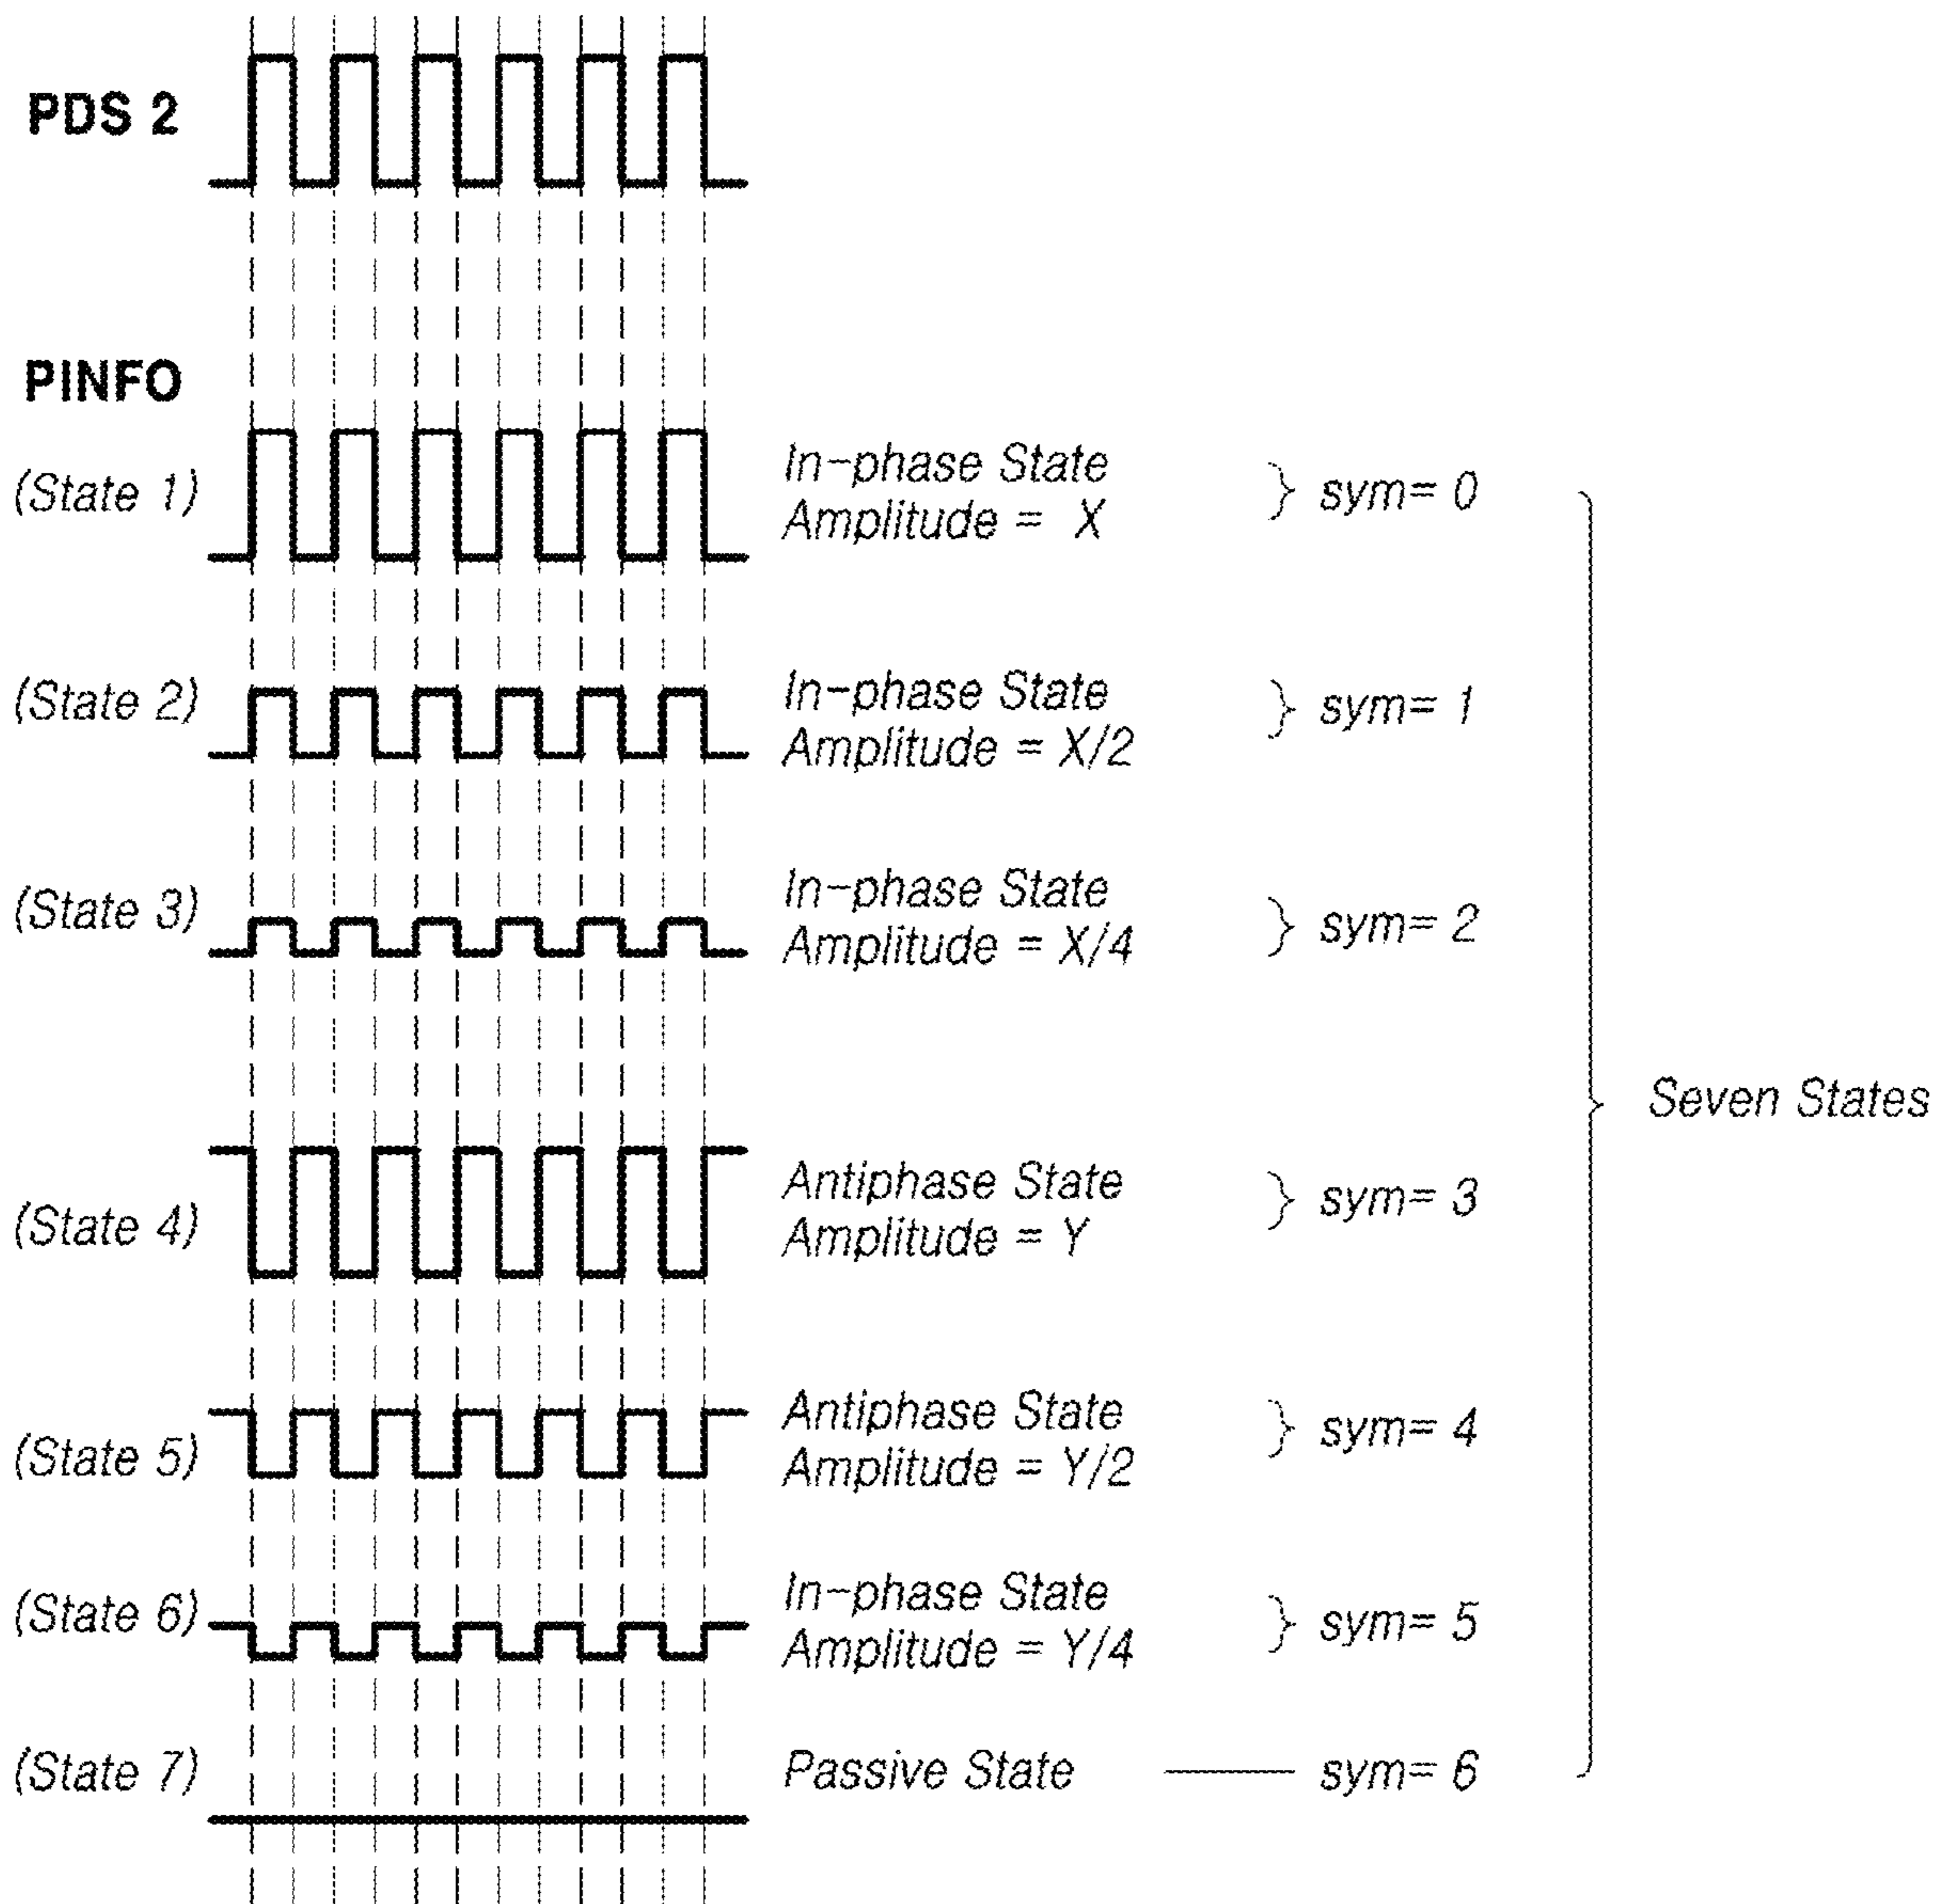 PDS 2
PINFO
(State 1)
In-phase State
Amplitude = X
sym= 0
(State 2)
In-phase State
Amplitude = X/2
sym= 1
(State 3)
In-phase State
Amplitude = X/4
sym= 2
(State 4)
Antiphase State
Amplitude = Y
sym= 3
(State 5)
Antiphase State
Amplitude = Y/2
sym= 4
(State 6)
In-phase State
Amplitude = Y/4
sym= 5
(State 7)
Passive State
sym= 6
Seven States